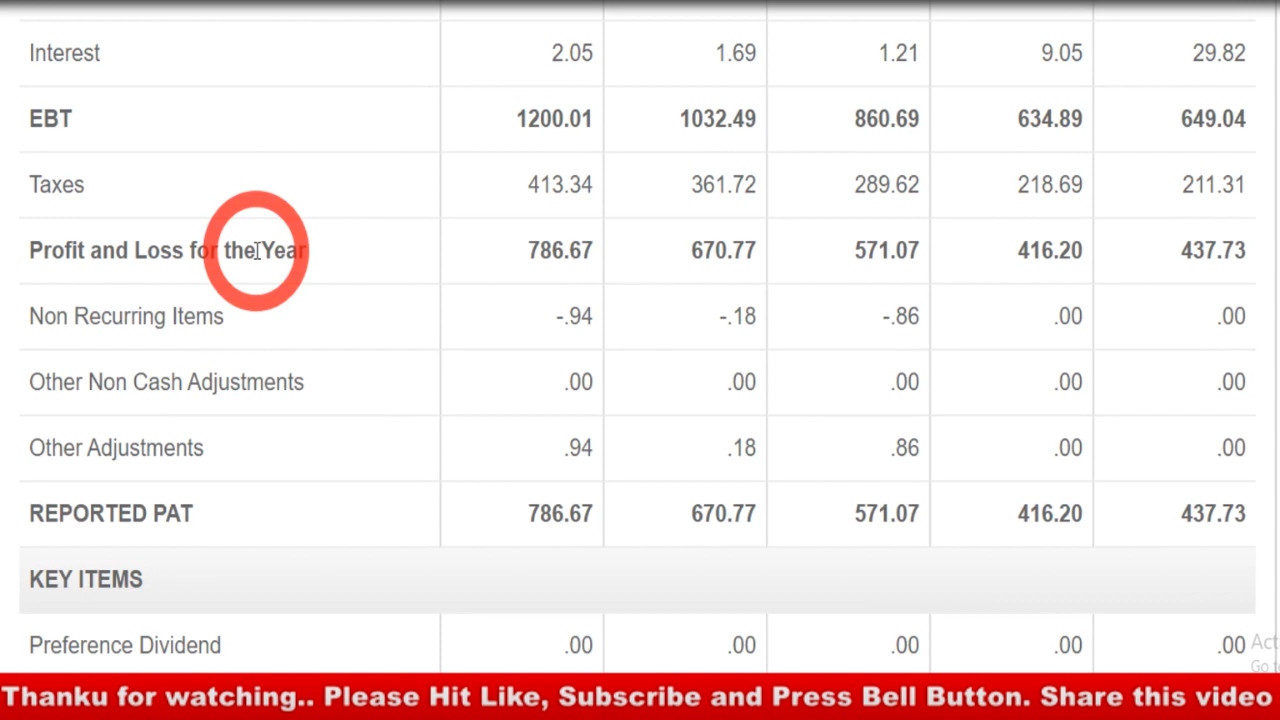 Interest 2.05 1.69 1.21 9.05 29.82
EBT 1200.01 1032.49 860.69 634.89 649.04
Taxes 413.34 361.72 289.62 218.69 211.31
Profit and Loss for the Year 786.67 670.77 571.07 416.20 437.73
Non Recurring Items -.94 -.18 -.86 .00 .00
Other Non Cash Adjustments .00 .00 .00 .00 .00
Other Adjustments .94 .18 .86 .00 .00
REPORTED PAT 786.67 670.77 571.07 416.20 437.73
KEY ITEMS
Preference Dividend .00 .00 .00 .00 .00
Thanku for watching.. Please Hit Like, Subscribe and Press Bell Button. Share this video